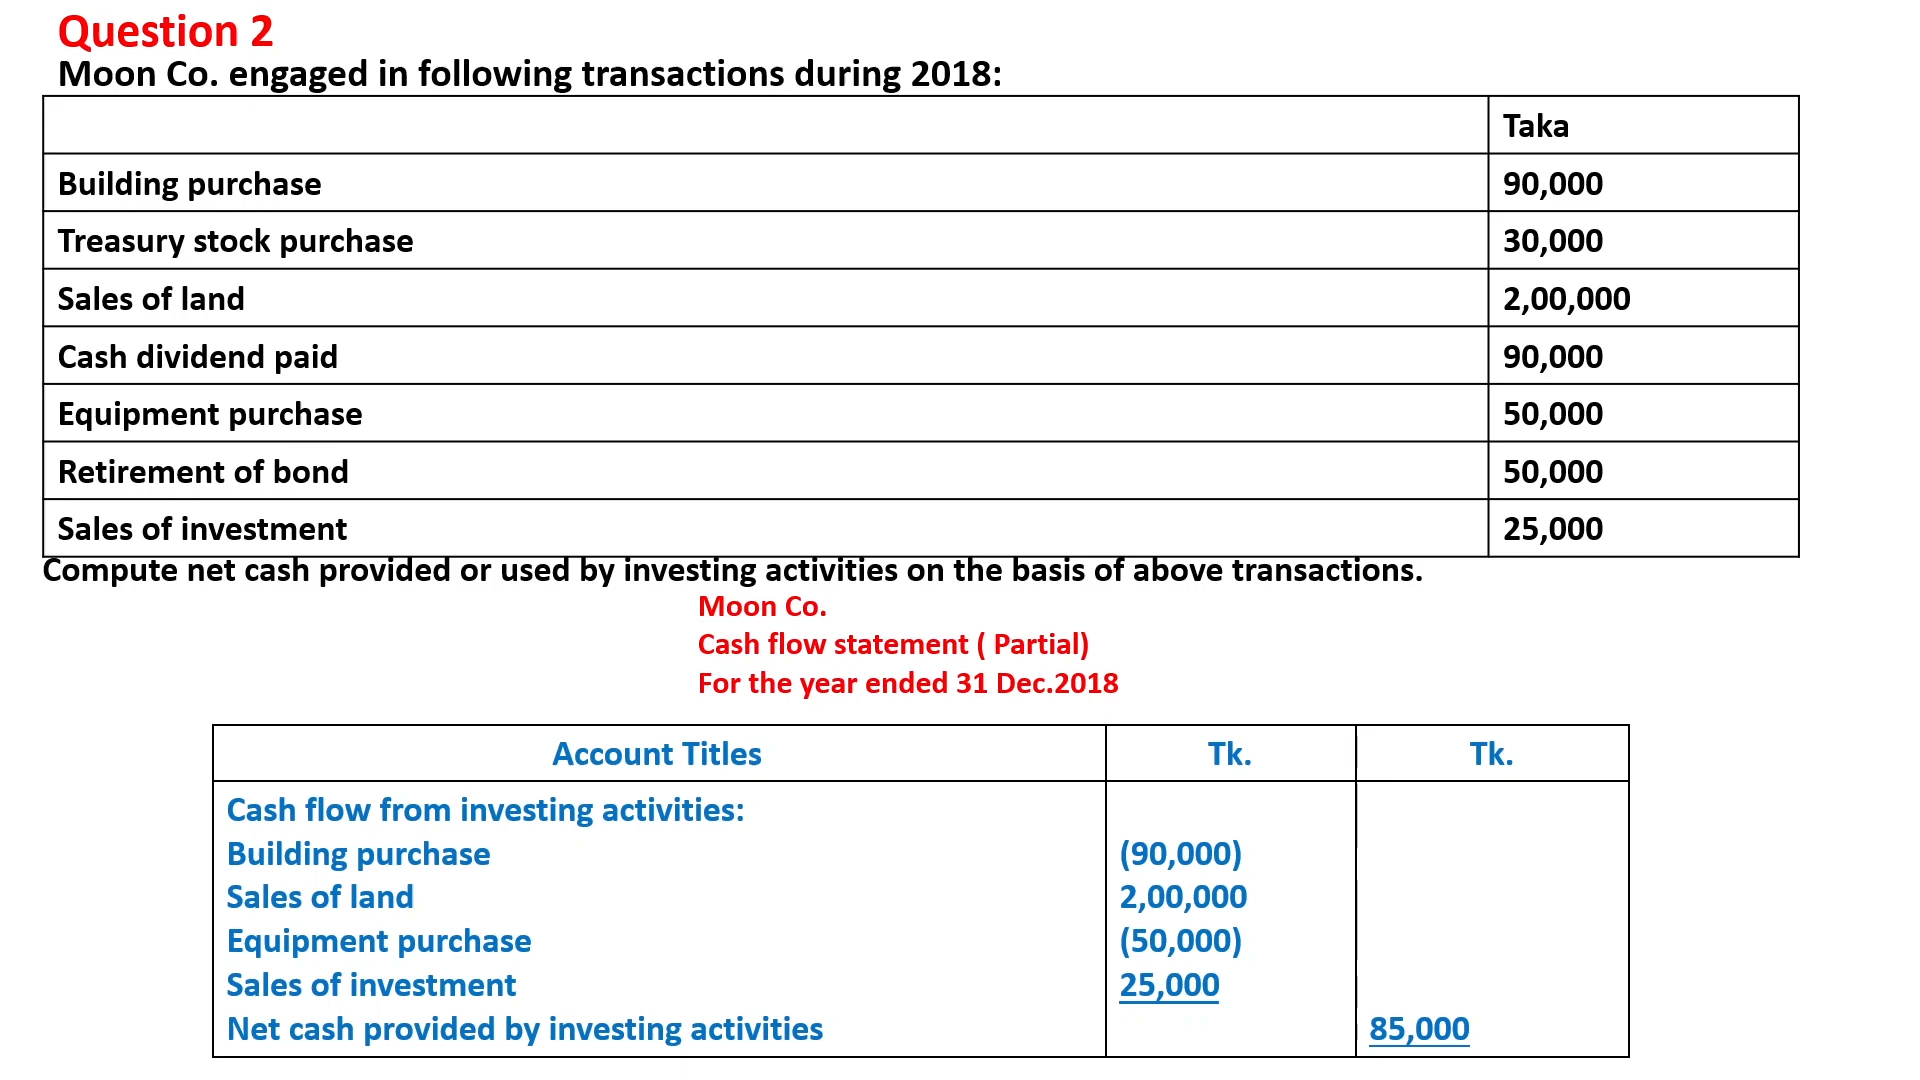 Question 2
Moon Co. engaged in following transactions during 2018:
Taka
Building purchase 90,000
Treasury stock purchase 30,000
Sales of land 2,00,000
Cash dividend paid 90,000
Equipment purchase 50,000
Retirement of bond 50,000
Sales of investment 25,000
Compute net cash provided or used by investing activities on the basis of above transactions.
Moon Co.
Cash flow statement ( Partial)
For the year ended 31 Dec.2018
Account Titles Tk. Tk.
Cash flow from investing activities:
Building purchase (90,000)
Sales of land 2,00,000
Equipment purchase (50,000)
Sales of investment 25,000
Net cash provided by investing activities 85,000